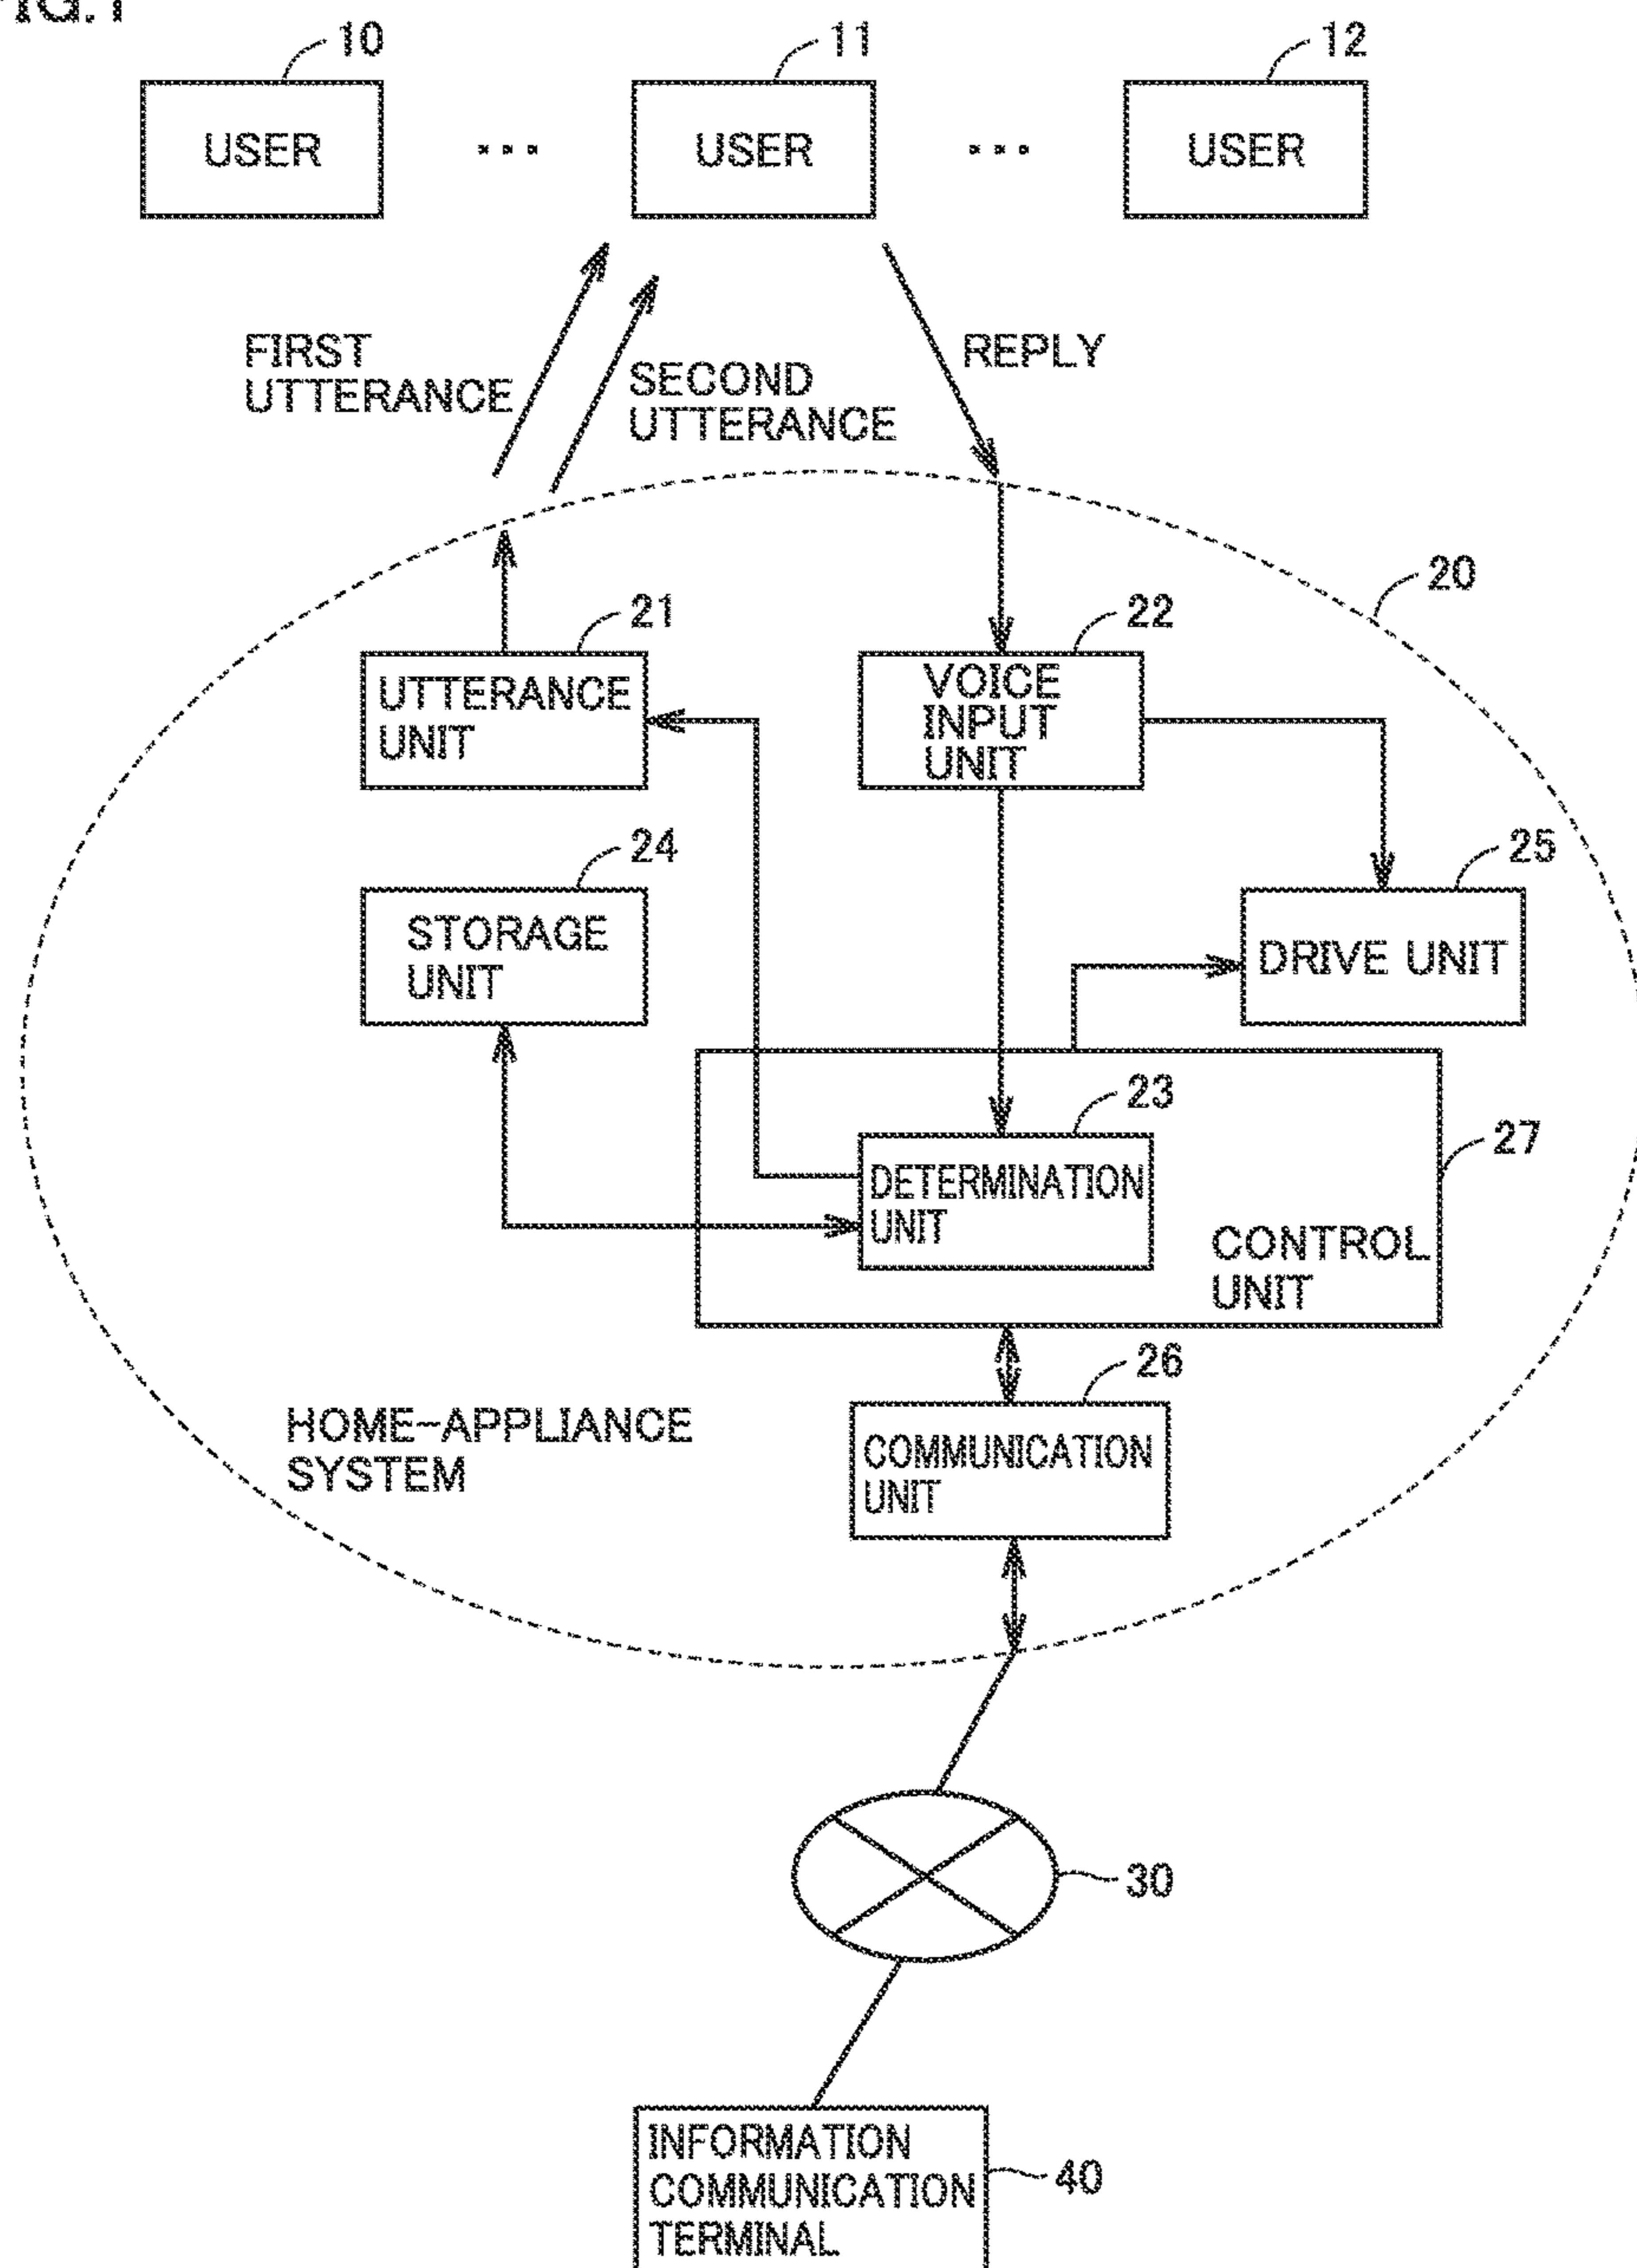 FIG.1
10
11
12
USER
...
USER
...
USER
FIRST
UTTERANCE
SECOND
UTTERANCE
REPLY
20
21
22
UTTERANCE
UNIT
VOICE
INPUT
UNIT
24
25
STORAGE
UNIT
DRIVE UNIT
23
27
DETERMINATION
UNIT
CONTROL
UNIT
26
HOME-APPLIANCE
SYSTEM
COMMUNICATION
UNIT
30
INFORMATION
COMMUNICATION
TERMINAL
40